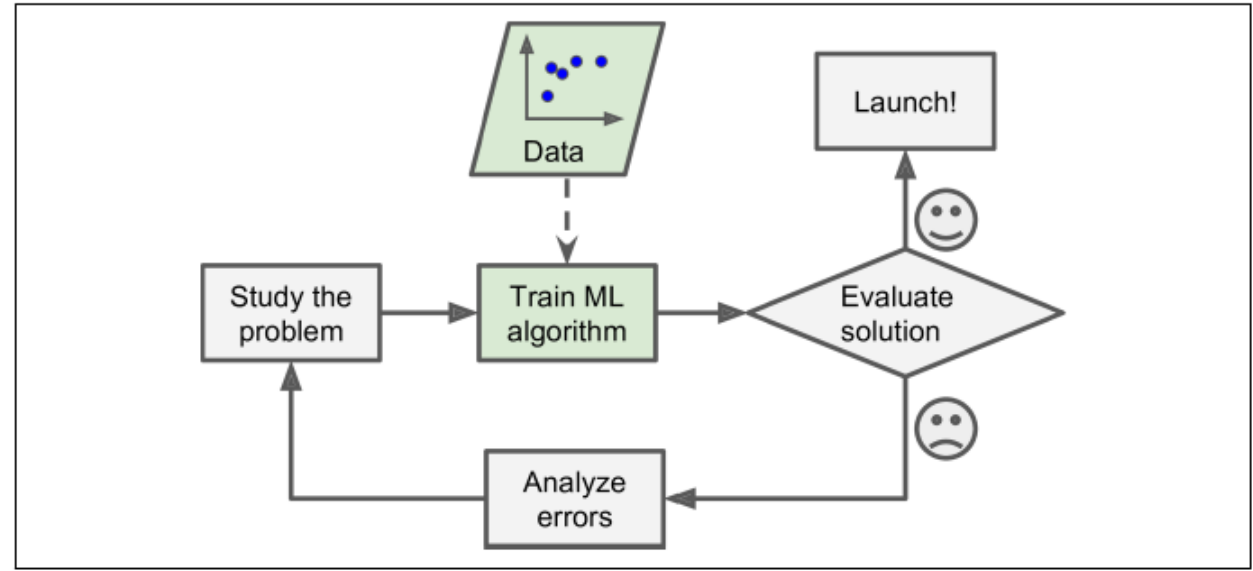 Data
Launch!
Study the
problem
Train ML
algorithm
Evaluate
solution
Analyze
errors